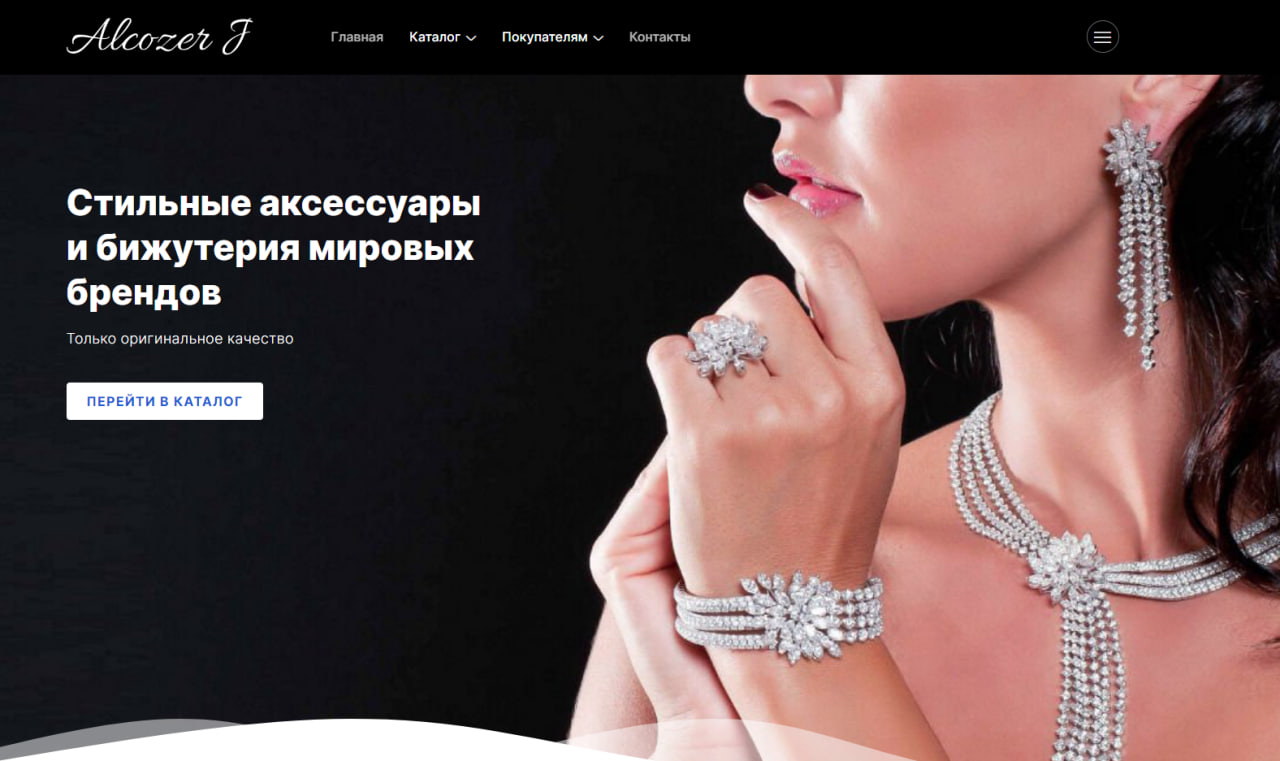 Alcozer J
Главная
Каталог
Покупателям
Контакты
Стильные аксессуары
и бижутерия мировых
брендов
Только оригинальное качество
ПЕРЕЙТИ В КАТАЛОГ